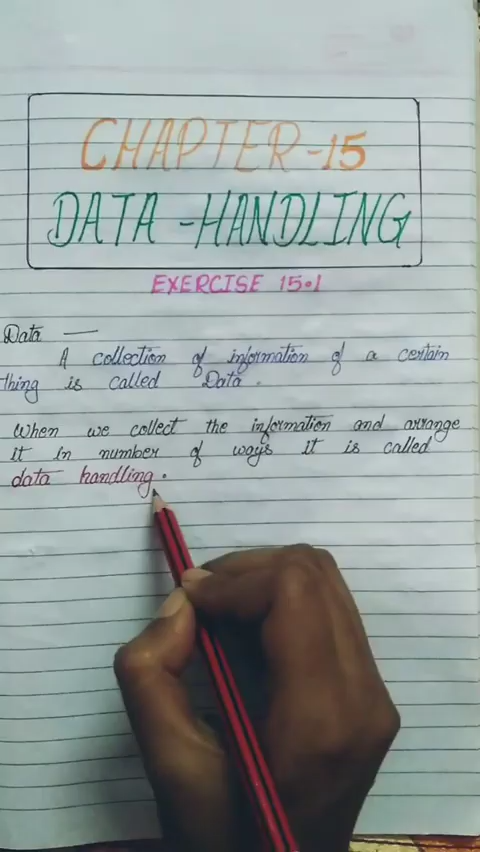 CHAPTER-15
DATA-HANDLING
EXERCISE 15.1
Data —
A collection of information of a certain
thing is called Data.
When we collect the information and arrange
it in number of ways it is called
data handling.